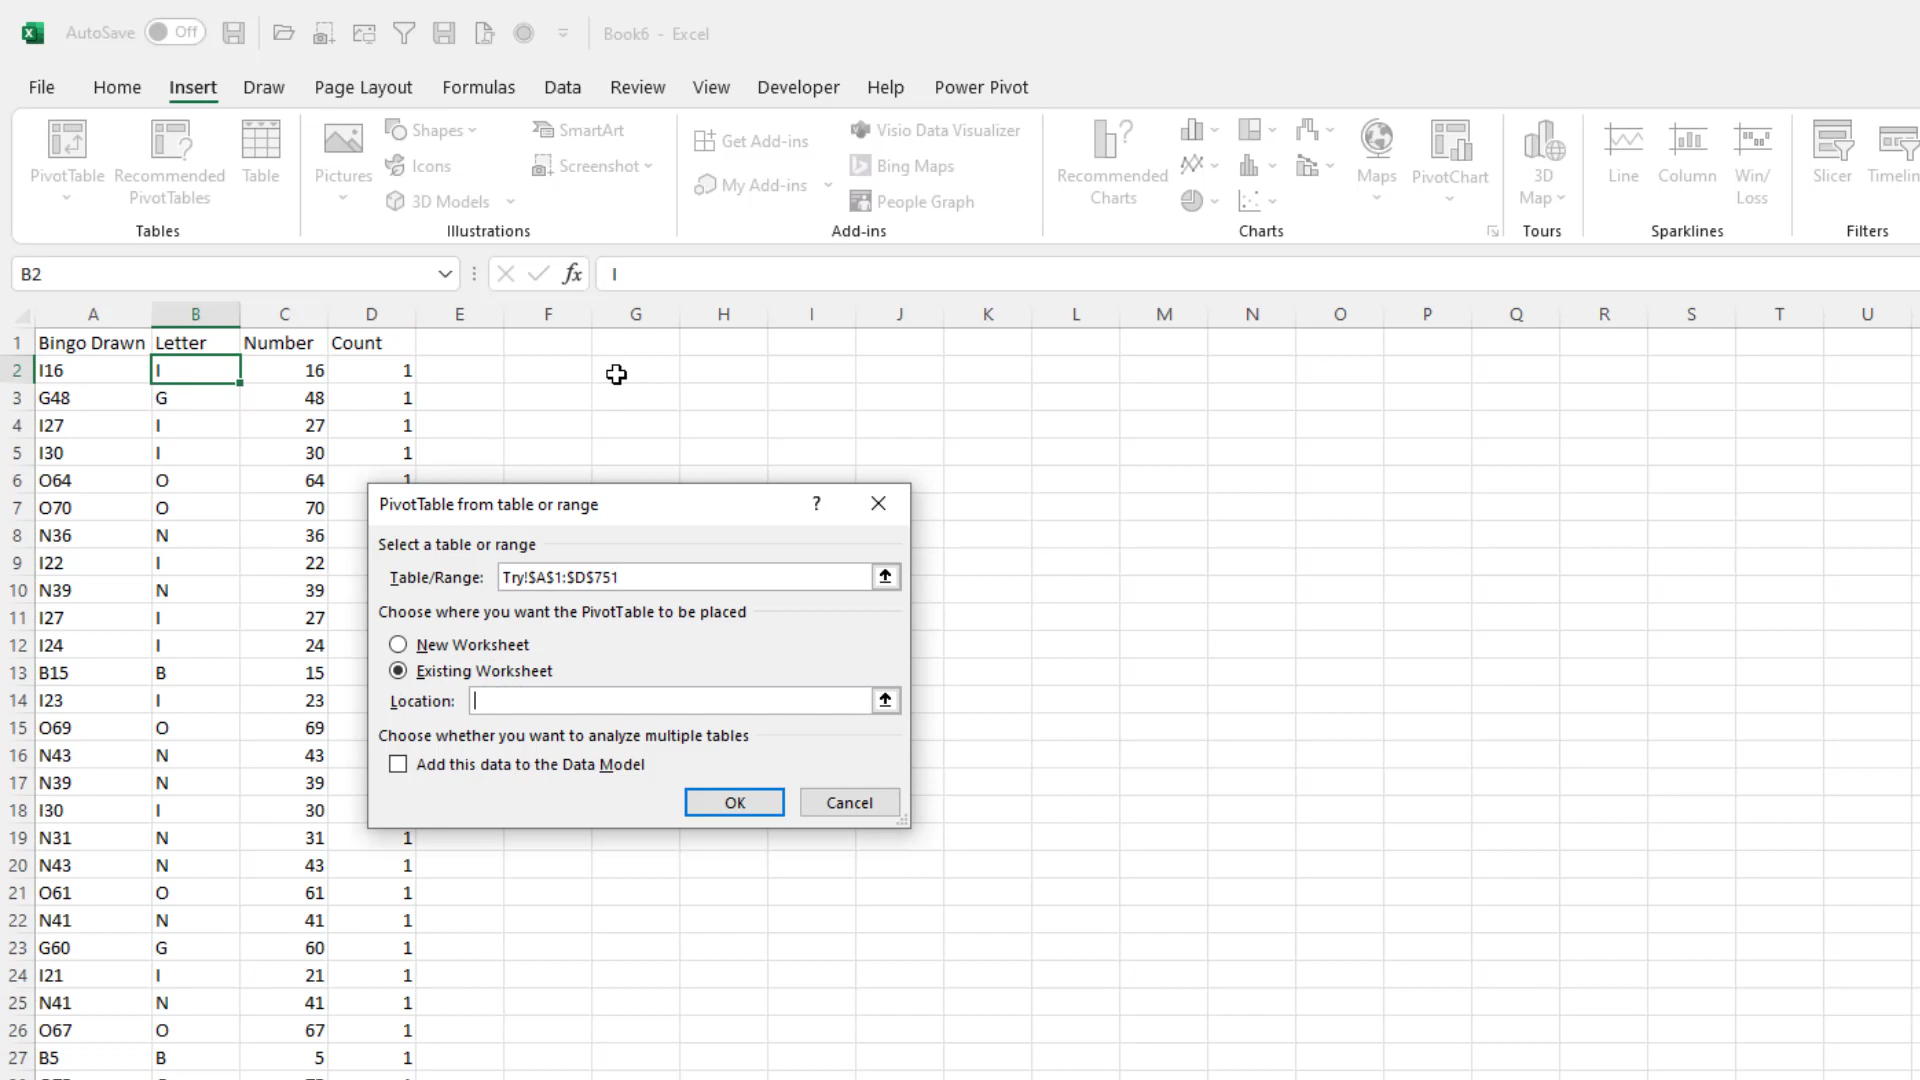 AutoSave Off Book6 - Excel
File Home Insert Draw Page Layout Formulas Data Review View Developer Help Power Pivot
PivotTable
Recommended
PivotTables
Table
Tables
Pictures
Shapes
Icons
3D Models
SmartArt
Screenshot
Illustrations
Get Add-ins
My Add-ins
Visio Data Visualizer
Bing Maps
People Graph
Add-ins
Recommended
Charts
Maps
PivotChart
Charts
3D
Map
Tours
Line
Column
Win/
Loss
Sparklines
Slicer
Timelin
Filters
B2 fx I
A B C D E F G H I J K L M N O P Q R S T U
1 Bingo Drawn Letter Number Count
2 I16 I 16 1
3 G48 G 48 1
4 I27 I 27 1
5 I30 I 30 1
6 O64 O 64 1
7 O70 O 70
8 N36 N 36
9 I22 I 22
10 N39 N 39
11 I27 I 27
12 I24 I 24
13 B15 B 15
14 I23 I 23
15 O69 O 69
16 N43 N 43
17 N39 N 39
18 I30 I 30
19 N31 N 31 1
20 N43 N 43 1
21 O61 O 61 1
22 N41 N 41 1
23 G60 G 60 1
24 I21 I 21 1
25 N41 N 41 1
26 O67 O 67 1
27 B5 B 5 1
PivotTable from table or range ?
Select a table or range
Table/Range: Try!$A$1:$D$751
Choose where you want the PivotTable to be placed
New Worksheet
Existing Worksheet
Location:
Choose whether you want to analyze multiple tables
Add this data to the Data Model
OK Cancel